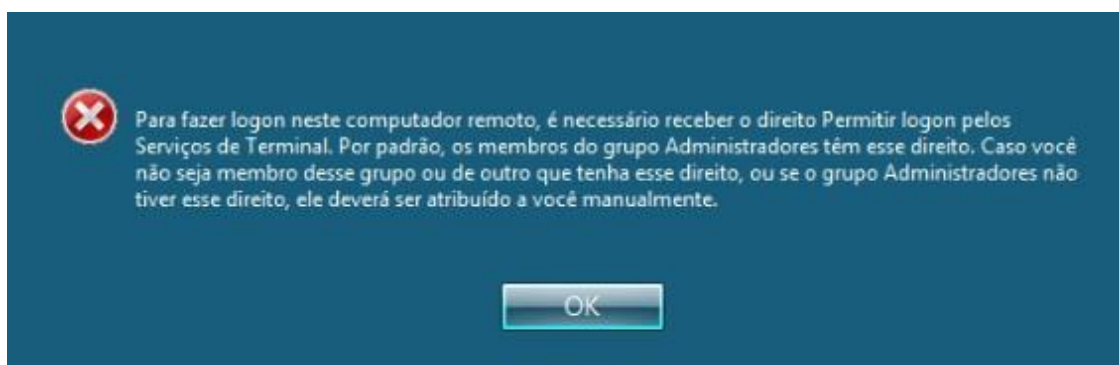 Para fazer logon neste computador remoto, é necessário receber o direito Permitir logon pelos
Serviços de Terminal. Por padrão, os membros do grupo Administradores têm esse direito. Caso você
não seja membro desse grupo ou de outro que tenha esse direito, ou se o grupo Administradores não
tiver esse direito, ele deverá ser atribuído a você manualmente.
OK